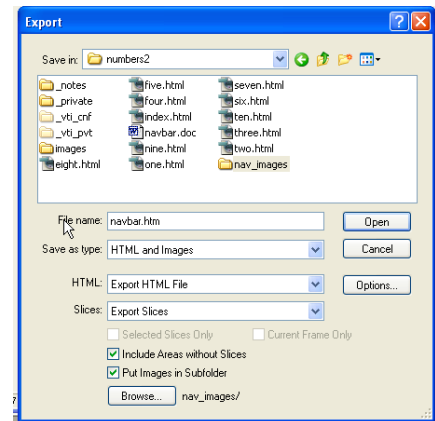 Export
Save in: numbers2
_notes five.html seven.html
_private four.html six.html
_vti_cnf index.html ten.html
_vti_pvt navbar.doc three.html
images nine.html two.html
eight.html one.html nav_images
File name: navbar.htm Open
Save as type: HTML and Images Cancel
HTML: Export HTML File Options...
Slices: Export Slices
Selected Slices Only Current Frame Only
Include Areas without Slices
Put Images in Subfolder
Browse... nav_images/
7